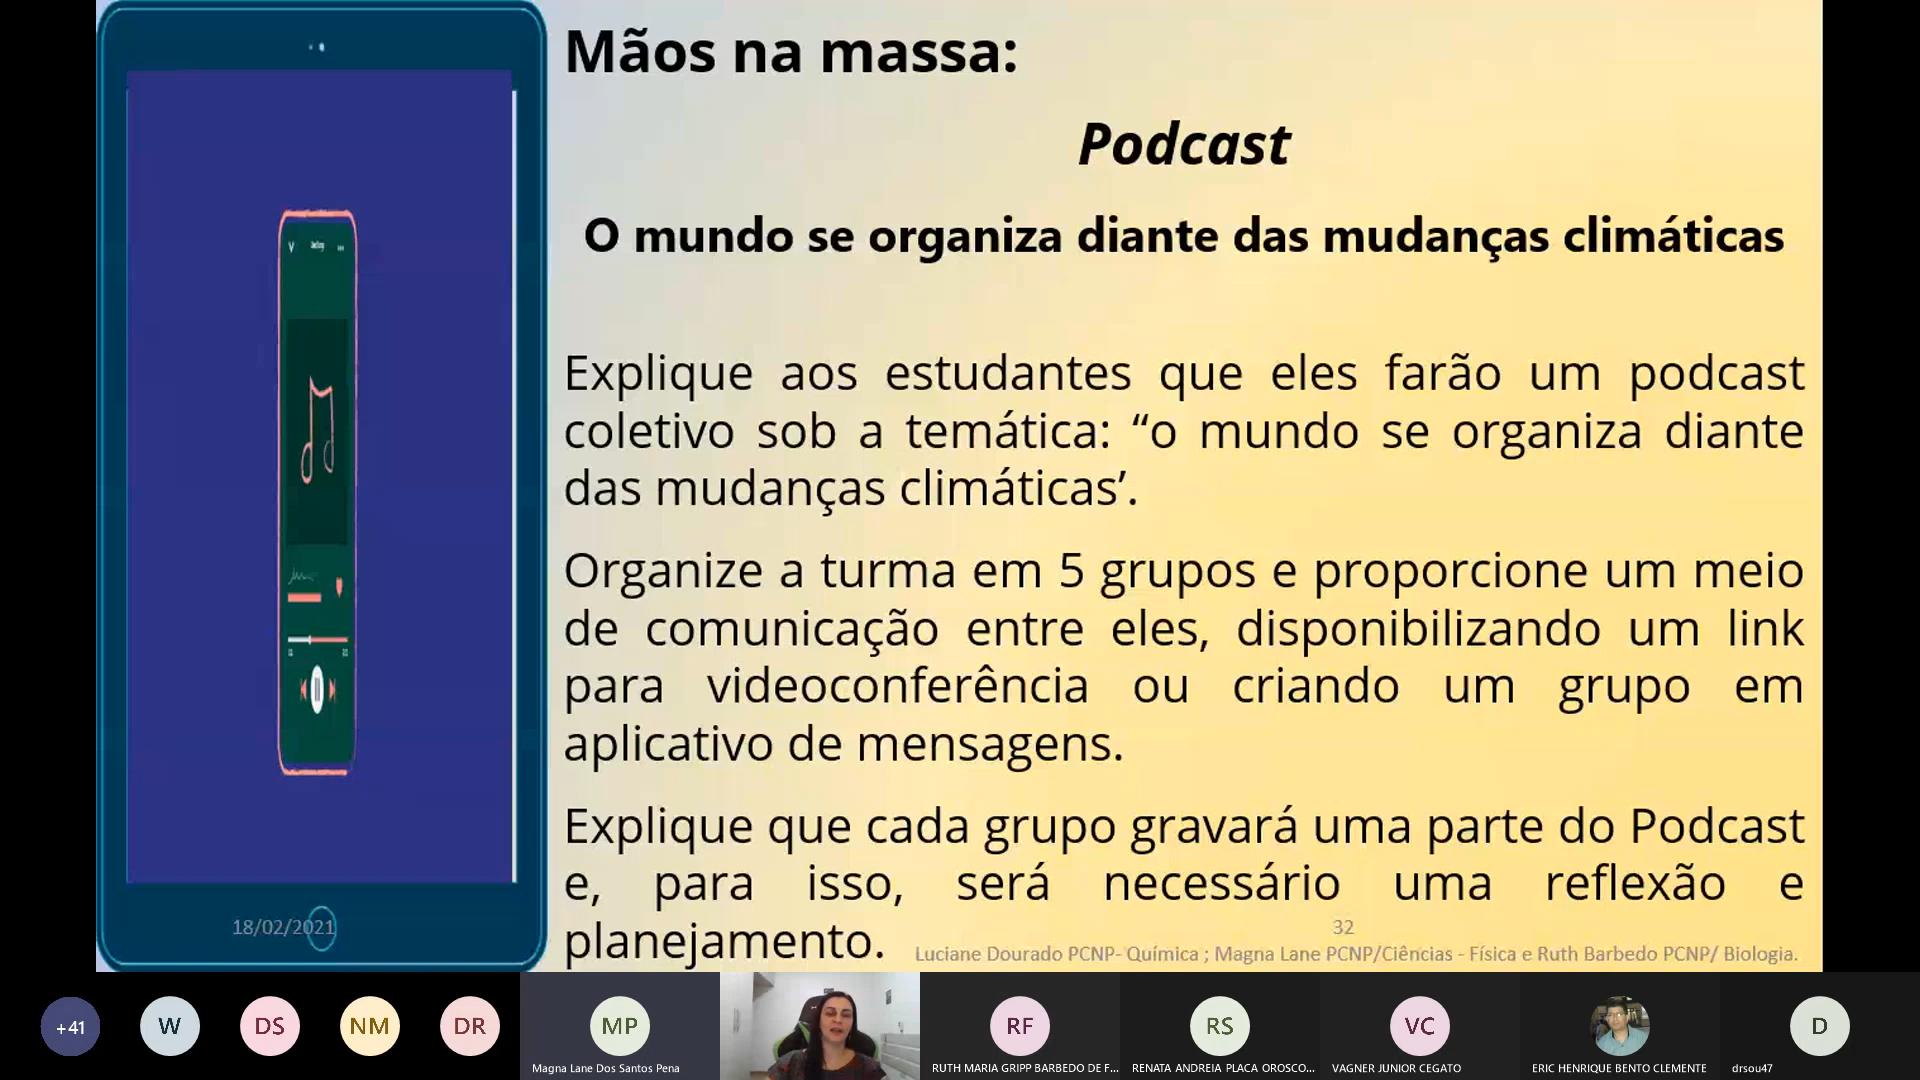 Mãos na massa:
Podcast
O mundo se organiza diante das mudanças climáticas
Explique aos estudantes que eles farão um podcast
coletivo sob a temática: “o mundo se organiza diante
das mudanças climáticas’.
Organize a turma em 5 grupos e proporcione um meio
de comunicação entre eles, disponibilizando um link
para videoconferência ou criando um grupo em
aplicativo de mensagens.
Explique que cada grupo gravará uma parte do Podcast
e, para isso, será necessário uma reflexão e
planejamento.
18/02/2021
32
Luciane Dourado PCNP- Química ; Magna Lane PCNP/Ciências - Física e Ruth Barbedo PCNP/ Biologia.
+41
W
DS
NM
DR
MP
Magna Lane Dos Santos Pena
RF
RUTH MARIA GRIPP BARBEDO DE F...
RS
RENATA ANDREIA PLACA OROSCO...
VC
VAGNER JUNIOR CEGATO
ERIC HENRIQUE BENTO CLEMENTE
D
drsou47